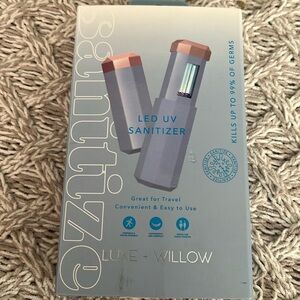 sanitize
LED UV
SANITIZER
KILLS UP TO 99% OF GERMS
Great for Travel
Convenient & Easy to Use
LUXE + WILLOW